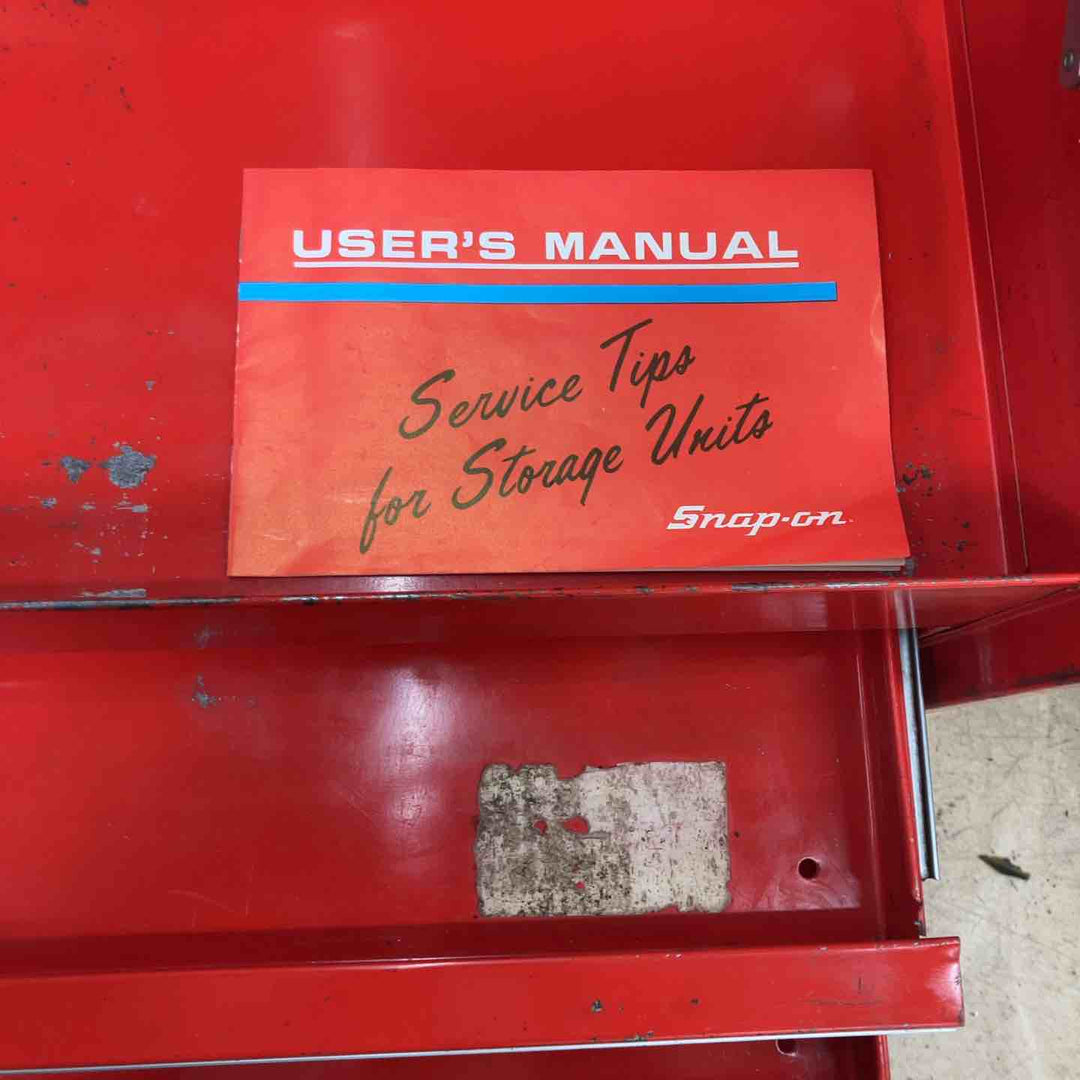 USER'S MANUAL
Service Tips
for Storage Units
Snap-on